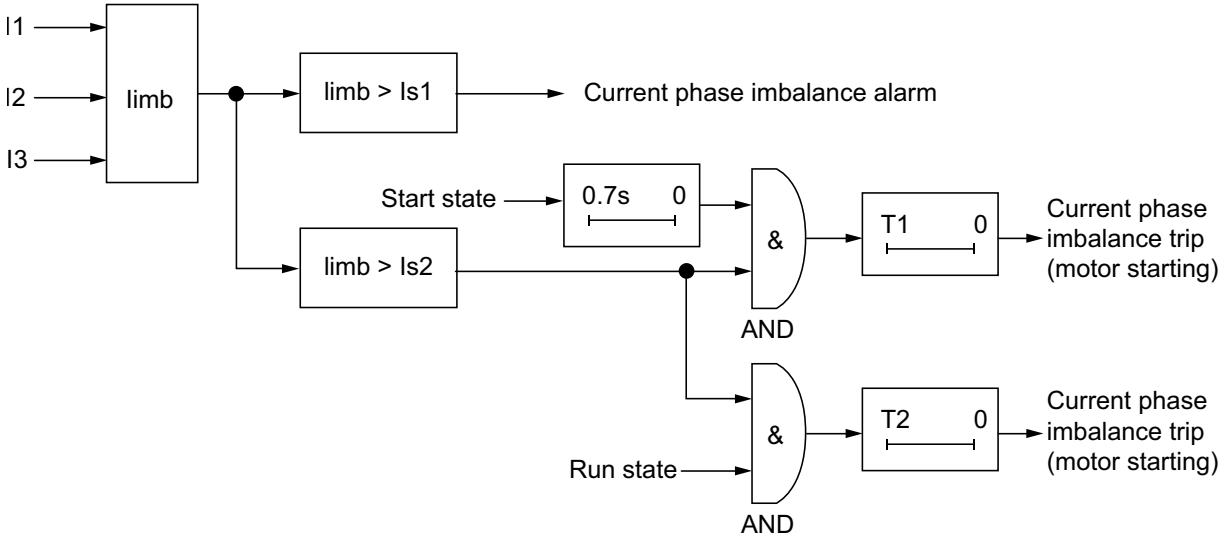 I1
I2
I3
Iimb
Iimb > Is1
Current phase imbalance alarm
Start state
0.7s 0
&
AND
T1 0
Current phase
imbalance trip
(motor starting)
Iimb > Is2
Run state
&
AND
T2 0
Current phase
imbalance trip
(motor starting)